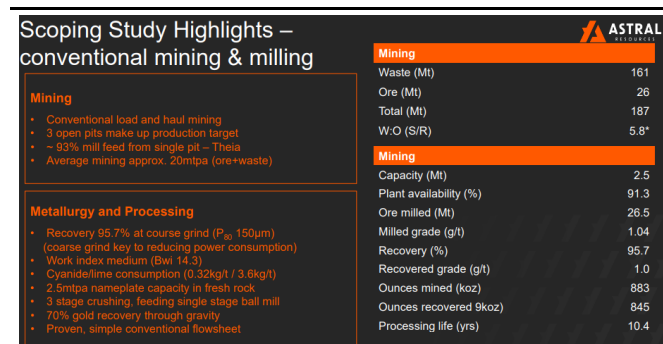 Scoping Study Highlights –
conventional mining & milling
ASTRAL
RESOURCES
Mining
• Conventional load and haul mining
• 3 open pits make up production target
• ~ 93% mill feed from single pit – Theia
• Average mining approx. 20mtpa (ore+waste)
Metallurgy and Processing
• Recovery 95.7% at course grind (P80 150µm)
(coarse grind key to reducing power consumption)
• Work index medium (Bwi 14.3)
• Cyanide/lime consumption (0.32kg/t / 3.6kg/t)
• 2.5mtpa nameplate capacity in fresh rock
• 3 stage crushing, feeding single stage ball mill
• 70% gold recovery through gravity
• Proven, simple conventional flowsheet
Mining
Waste (Mt) 161
Ore (Mt) 26
Total (Mt) 187
W:O (S/R) 5.8*
Mining
Capacity (Mt) 2.5
Plant availability (%) 91.3
Ore milled (Mt) 26.5
Milled grade (g/t) 1.04
Recovery (%) 95.7
Recovered grade (g/t) 1.0
Ounces mined (koz) 883
Ounces recovered 9koz) 845
Processing life (yrs) 10.4